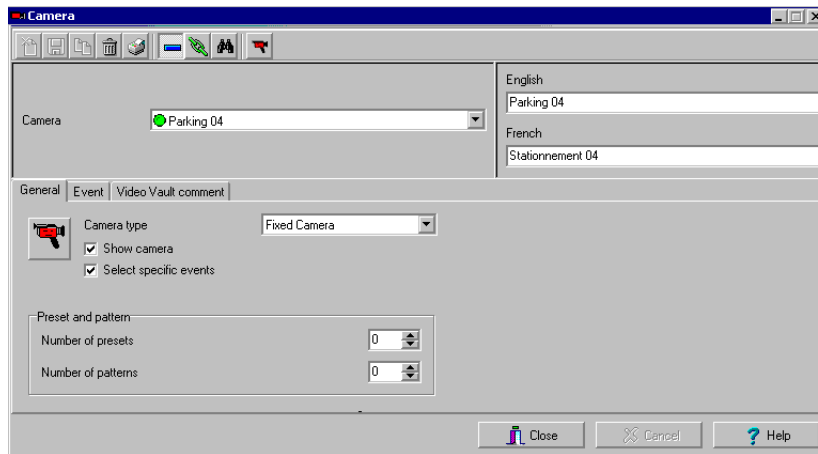 Camera
English
Parking 04
Camera
Parking 04
French
Stationnement 04
General Event Video Vault comment
Camera type
Fixed Camera
Show camera
Select specific events
Preset and pattern
Number of presets
0
Number of patterns
0
Close Cancel Help